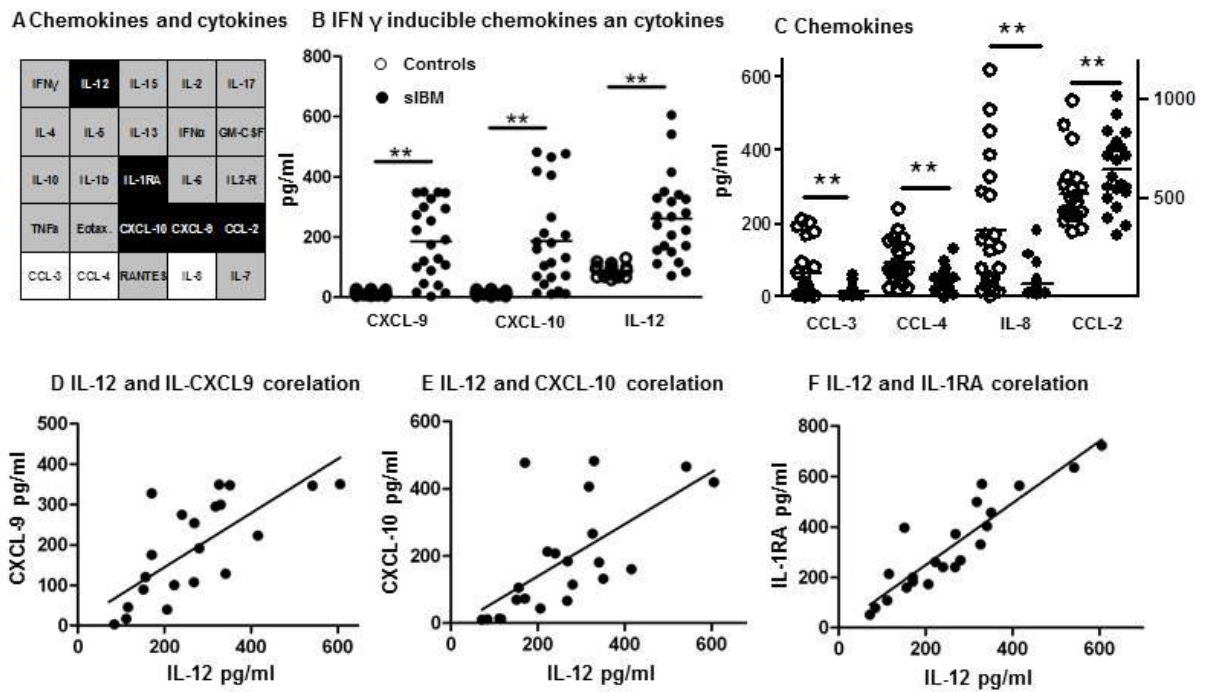 A Chemokines and cytokines
IFNγ IL-12 IL-15 IL-2 IL-17
IL-4 IL-5 IL-13 IFNα GM-CSF
IL-10 IL-1b IL-1RA IL-6 IL2-R
TNFa Eotax. CXCL-10 CXCL-9 CCL-2
CCL-3 CCL-4 RANTES IL-8 IL-7
B IFN γ inducible chemokines an cytokines
pg/ml
800
600
400
200
0
Controls
sIBM
**
**
**
CXCL-9 CXCL-10 IL-12
C Chemokines
pg/ml
600
400
200
0
**
**
**
**
1000
500
CCL-3 CCL-4 IL-8 CCL-2
D IL-12 and IL-CXCL9 corelation
CXCL-9 pg/ml
500
400
300
200
100
0
0 200 400 600
IL-12 pg/ml
E IL-12 and CXCL-10 corelation
CXCL-10 pg/ml
600
400
200
0
0 200 400 600
IL-12 pg/ml
F IL-12 and IL-1RA corelation
IL-1RA pg/ml
800
600
400
200
0
0 200 400 600
IL-12 pg/ml